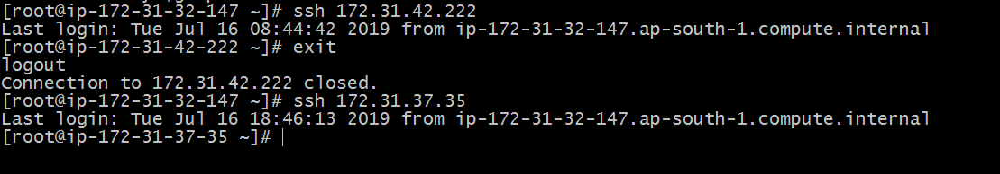 [root@ip-172-31-32-147 ~]# ssh 172.31.42.222
Last login: Tue Jul 16 08:44:42 2019 from ip-172-31-32-147.ap-south-1.compute.internal
[root@ip-172-31-42-222 ~]# exit
logout
Connection to 172.31.42.222 closed.
[root@ip-172-31-32-147 ~]# ssh 172.31.37.35
Last login: Tue Jul 16 18:46:13 2019 from ip-172-31-32-147.ap-south-1.compute.internal
[root@ip-172-31-37-35 ~]#